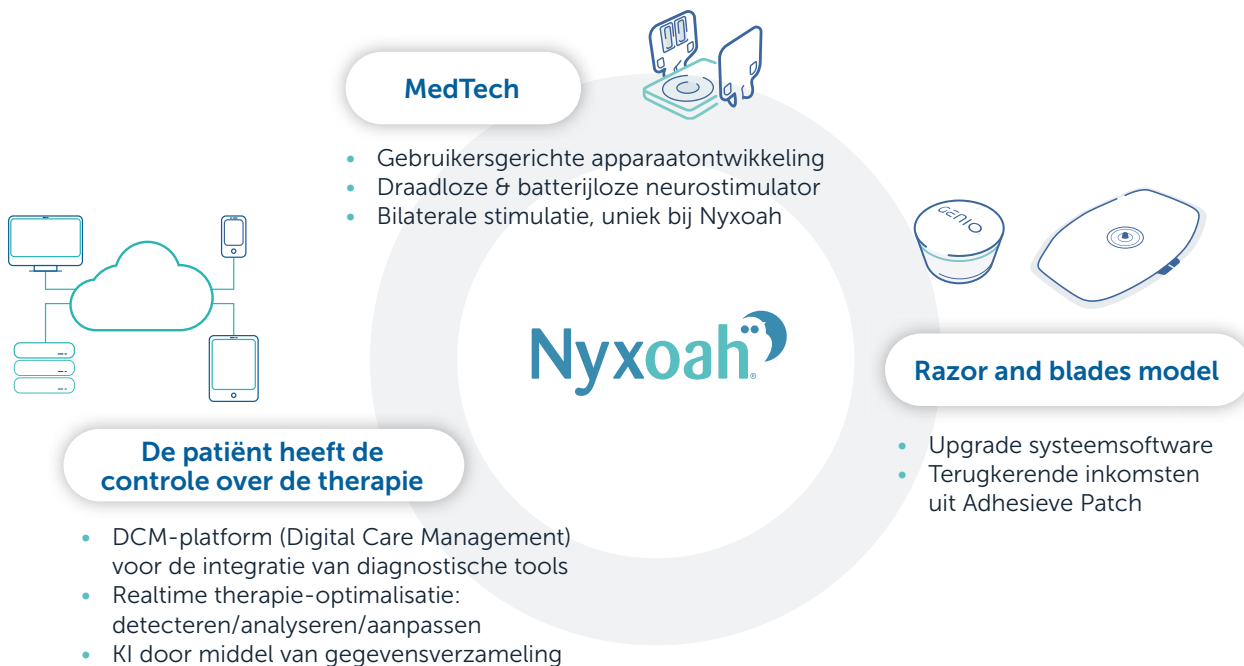 MedTech
• Gebruikersgerichte apparaatontwikkeling
• Draadloze & batterijloze neurostimulator
• Bilaterale stimulatie, uniek bij Nyxoah
GENIO
Nyxoah®
Razor and blades model
• Upgrade systeemsoftware
• Terugkerende inkomsten
uit Adhesieve Patch
De patiënt heeft de
controle over de therapie
• DCM-platform (Digital Care Management)
voor de integratie van diagnostische tools
• Realtime therapie-optimalisatie:
detecteren/analyseren/aanpassen
• KI door middel van gegevensverzameling